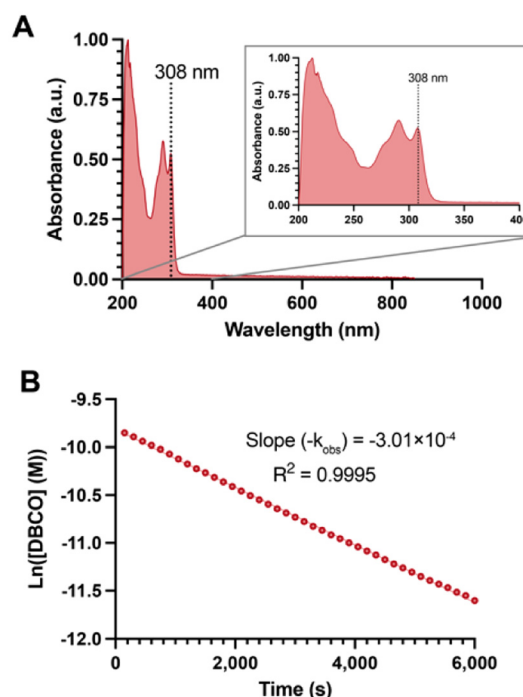 A
308 nm
Absorbance (a.u.)
1.00
0.75
0.50
0.25
0.00
200
400
600
800
1000
Wavelength (nm)
308 nm
Absorbance (a.u.)
1.00
0.75
0.50
0.25
0.00
200
250
300
350
400
B
Ln([DBCO] (M))
-9.5
-10.0
-10.5
-11.0
-11.5
-12.0
Slope (-kobs) = -3.01×10-4
R2 = 0.9995
0
2,000
4,000
6,000
Time (s)